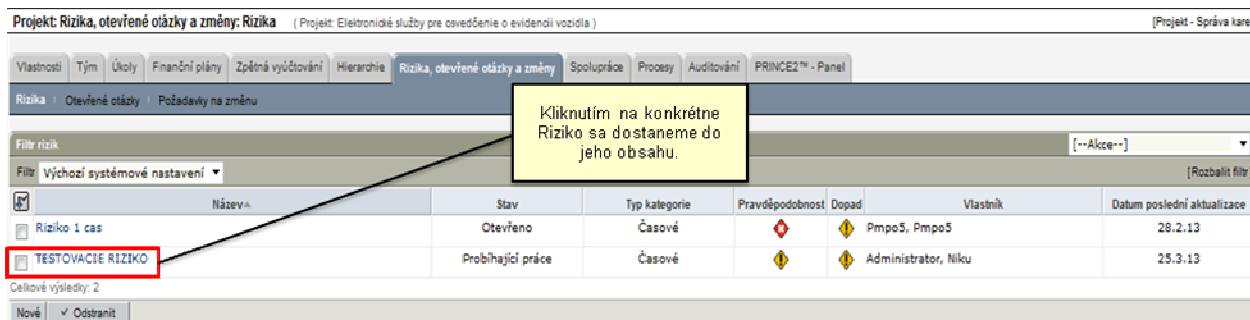 Projekt: Rizika, otevřené otázky a změny: Rizika ( Projekt: Elektronické služby pre osvedčenie o evidencii vozidla ) [Projekt - Správa kare
Vlastnosti Tým Úkoly Finanční plány Zpětná vyúčtování Hierarchie Rizika, otevřené otázky a změny Spolupráce Procesy Auditování PRINCE2™ - Panel
Rizika Otevřené otázky Požadavky na změnu
Kliknutím na konkrétne
Riziko sa dostaneme do
jeho obsahu.
Filtr rizik [--Akce--]
Filtr Výchozí systémové nastavení [Rozbalit filtr
Název Stav Typ kategorie Pravděpodobnost Dopad Vlastník Datum poslední aktualizace
Riziko 1 cas Otevřeno Časové Pmpo5, Pmpo5 28.2.13
TESTOVACIE RIZIKO Probíhající práce Časové Administrator, Niku 25.3.13
Celkové výsledky: 2
Nové ✓ Odstranit